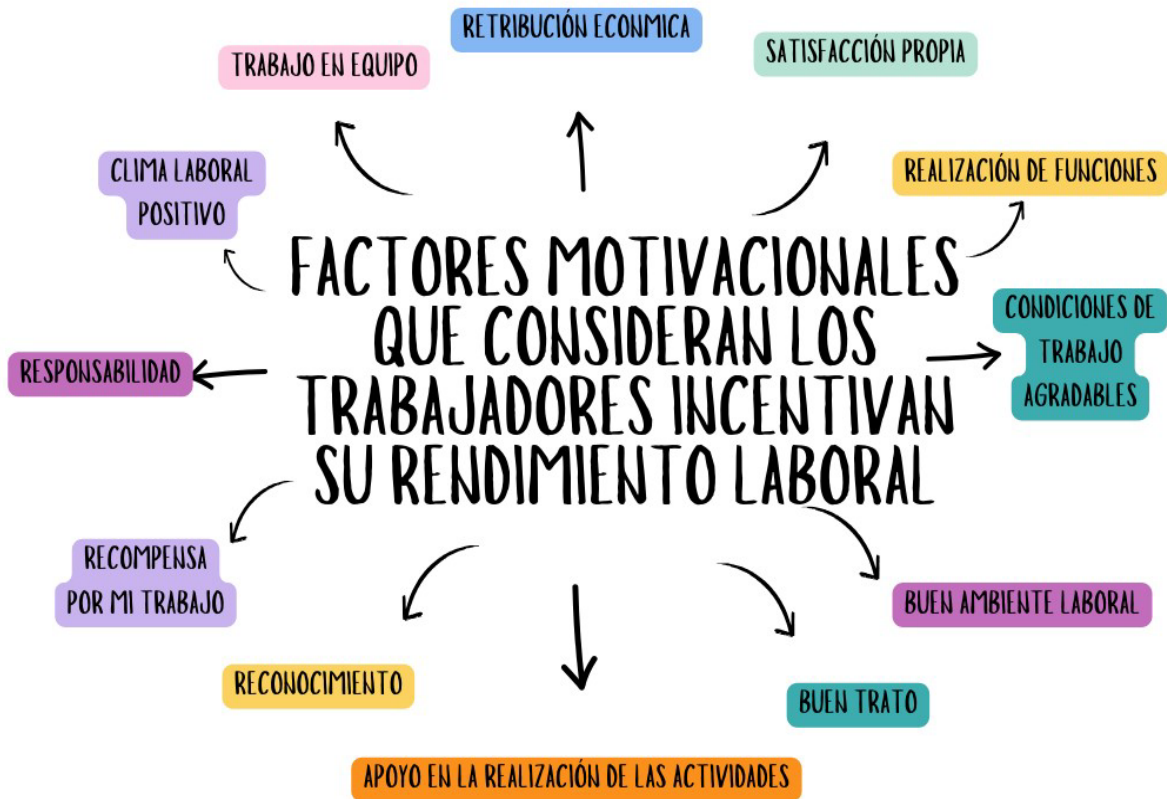 RETRIBUCIÓN ECONMICA
TRABAJO EN EQUIPO
SATISFACCIÓN PROPIA
CLIMA LABORAL
POSITIVO
REALIZACIÓN DE FUNCIONES
FACTORES MOTIVACIONALES
QUE CONSIDERAN LOS
TRABAJADORES INCENTIVAN
SU RENDIMIENTO LABORAL
CONDICIONES DE
TRABAJO
AGRADABLES
RESPONSABILIDAD
RECOMPENSA
POR MI TRABAJO
BUEN AMBIENTE LABORAL
RECONOCIMIENTO
BUEN TRATO
APOYO EN LA REALIZACIÓN DE LAS ACTIVIDADES